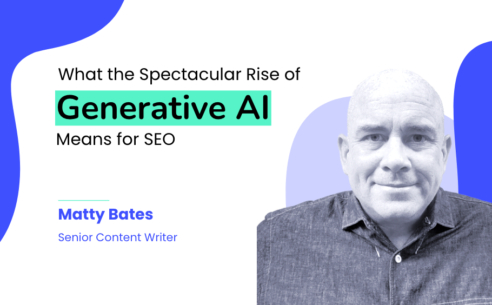 What the Spectacular Rise of
Generative AI
Means for SEO
Matty Bates
Senior Content Writer